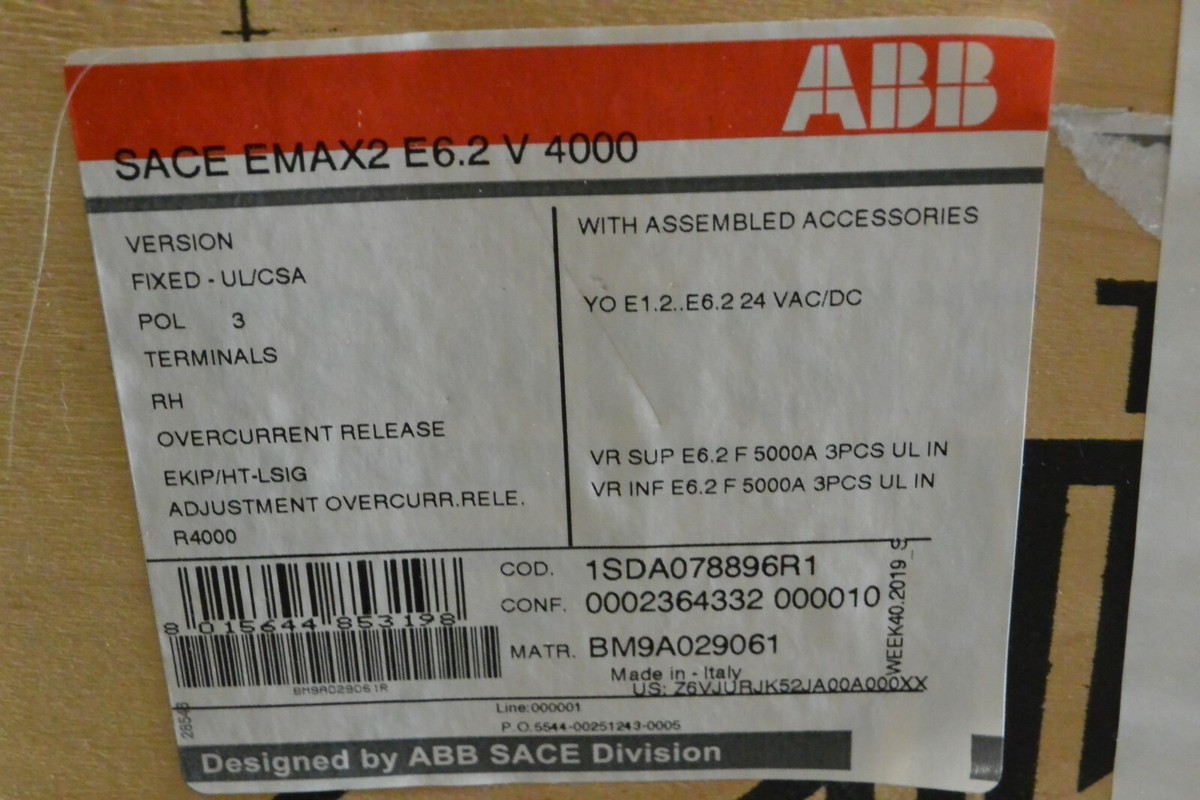 ABB
SACE EMAX2 E6.2 V 4000
VERSION
FIXED - UL/CSA
POL 3
TERMINALS
RH
OVERCURRENT RELEASE
EKIP/HT-LSIG
ADJUSTMENT OVERCURR.RELE.
R4000
WITH ASSEMBLED ACCESSORIES
YO E1.2..E6.2 24 VAC/DC
VR SUP E6.2 F 5000A 3PCS UL IN
VR INF E6.2 F 5000A 3PCS UL IN
8 015644 853198
BM9A029061R
COD. 1SDA078896R1
CONF. 0002364332 000010
MATR. BM9A029061
Made in - Italy
US: Z6VJURJK52JA00A000XX
WEEK40.2019
Line:000001
P.O.5544-00251243-0005
Designed by ABB SACE Division